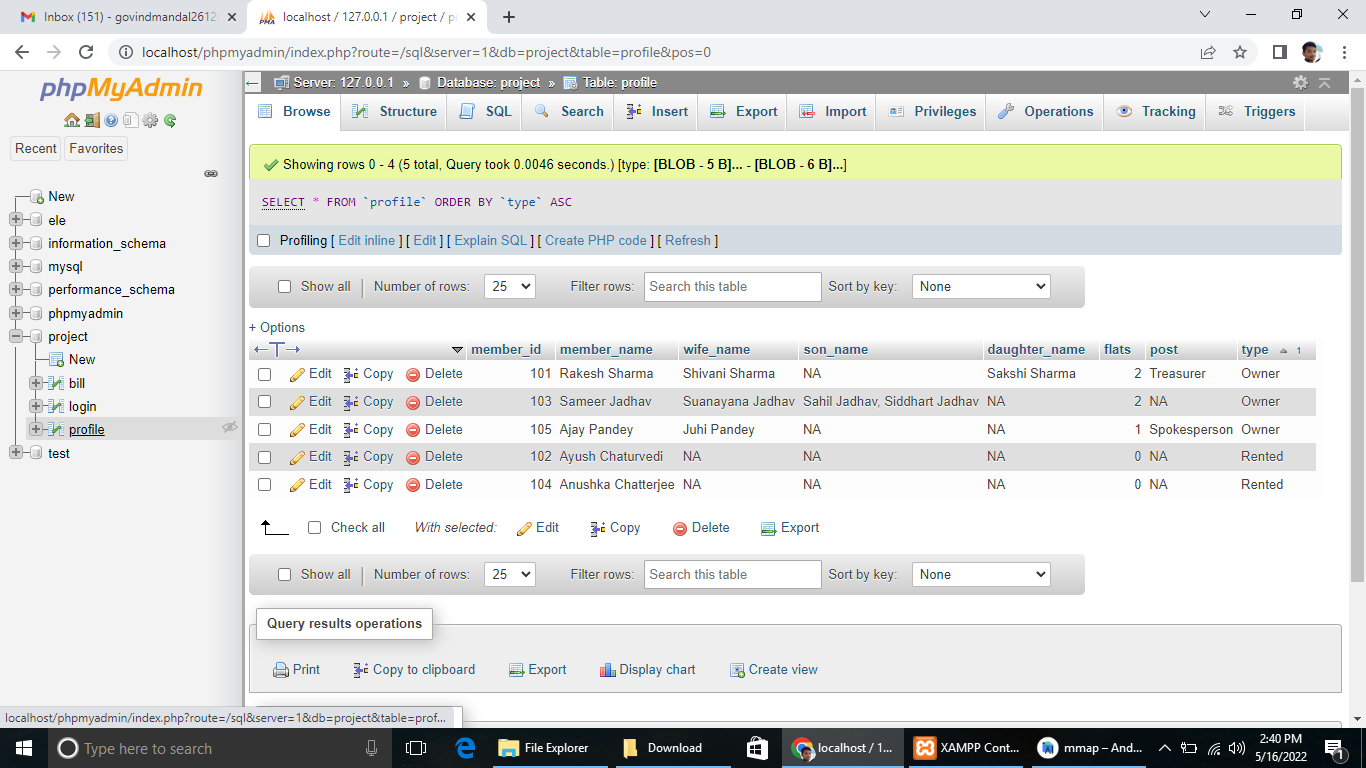 Inbox (151) - govindmandal2612
localhost / 127.0.0.1 / project / pr
localhost/phpmyadmin/index.php?route=/sql&server=1&db=project&table=profile&pos=0
phpMyAdmin
Recent Favorites
New
ele
information_schema
mysql
performance_schema
phpmyadmin
project
New
bill
login
profile
test
Server: 127.0.0.1 » Database: project » Table: profile
Browse Structure SQL Search Insert Export Import Privileges Operations Tracking Triggers
Showing rows 0 - 4 (5 total, Query took 0.0046 seconds.) [type: [BLOB - 5 B]... - [BLOB - 6 B]...]
SELECT * FROM `profile` ORDER BY `type` ASC
Profiling [ Edit inline ] [ Edit ] [ Explain SQL ] [ Create PHP code ] [ Refresh ]
Show all Number of rows: 25 Filter rows: Search this table Sort by key: None
+ Options
member_id member_name wife_name son_name daughter_name flats post type 1
Edit Copy Delete 101 Rakesh Sharma Shivani Sharma NA Sakshi Sharma 2 Treasurer Owner
Edit Copy Delete 103 Sameer Jadhav Suanayana Jadhav Sahil Jadhav, Siddhart Jadhav NA 2 NA Owner
Edit Copy Delete 105 Ajay Pandey Juhi Pandey NA NA 1 Spokesperson Owner
Edit Copy Delete 102 Ayush Chaturvedi NA NA NA 0 NA Rented
Edit Copy Delete 104 Anushka Chatterjee NA NA NA 0 NA Rented
Check all With selected: Edit Copy Delete Export
Show all Number of rows: 25 Filter rows: Search this table Sort by key: None
Query results operations
Print Copy to clipboard Export Display chart Create view
localhost/phpmyadmin/index.php?route=/sql&server=1&db=project&table=prof...
Type here to search
File Explorer
Download
localhost / 1...
XAMPP Cont...
mmap – And...
2:40 PM
5/16/2022
1